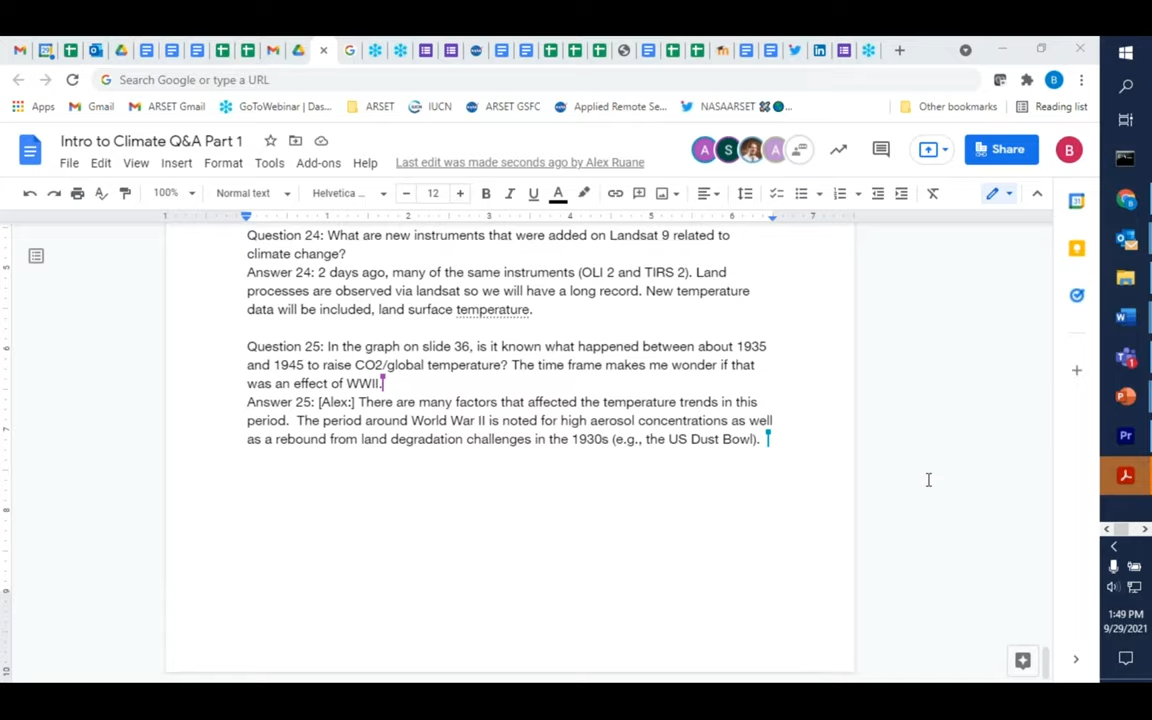 Search Google or type a URL
B
Apps
Gmail
ARSET Gmail
GoToWebinar | Das...
ARSET
IUCN
ARSET GSFC
Applied Remote Se...
NASAARSET
Other bookmarks
Reading list
Intro to Climate Q&A Part 1
A
S
A
Share
B
File Edit View Insert Format Tools Add-ons Help Last edit was made seconds ago by Alex Ruane
100% Normal text Helvetica ... 12 B I U A
1 1 2 3 4 5 6 7
Question 24: What are new instruments that were added on Landsat 9 related to
climate change?
Answer 24: 2 days ago, many of the same instruments (OLI 2 and TIRS 2). Land
processes are observed via landsat so we will have a long record. New temperature
data will be included, land surface temperature.
Question 25: In the graph on slide 36, is it known what happened between about 1935
and 1945 to raise CO2/global temperature? The time frame makes me wonder if that
was an effect of WWII.
Answer 25: [Alex:] There are many factors that affected the temperature trends in this
period. The period around World War II is noted for high aerosol concentrations as well
as a rebound from land degradation challenges in the 1930s (e.g., the US Dust Bowl).
1:49 PM
9/29/2021